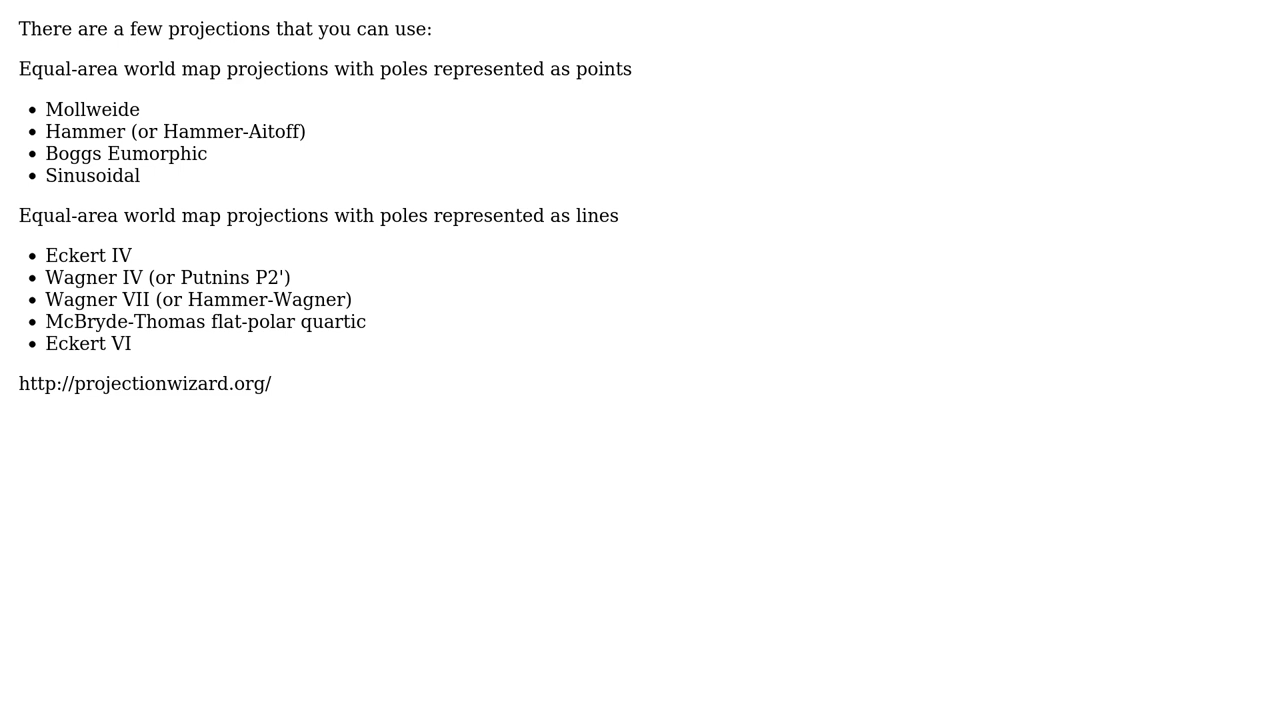 There are a few projections that you can use:
Equal-area world map projections with poles represented as points
• Mollweide
• Hammer (or Hammer-Aitoff)
• Boggs Eumorphic
• Sinusoidal
Equal-area world map projections with poles represented as lines
• Eckert IV
• Wagner IV (or Putnins P2')
• Wagner VII (or Hammer-Wagner)
• McBryde-Thomas flat-polar quartic
• Eckert VI
http://projectionwizard.org/